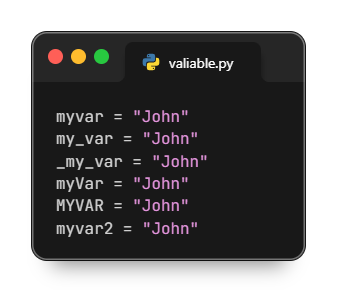 valiable.py
myvar = "John"
my_var = "John"
_my_var = "John"
myVar = "John"
MYVAR = "John"
myvar2 = "John"